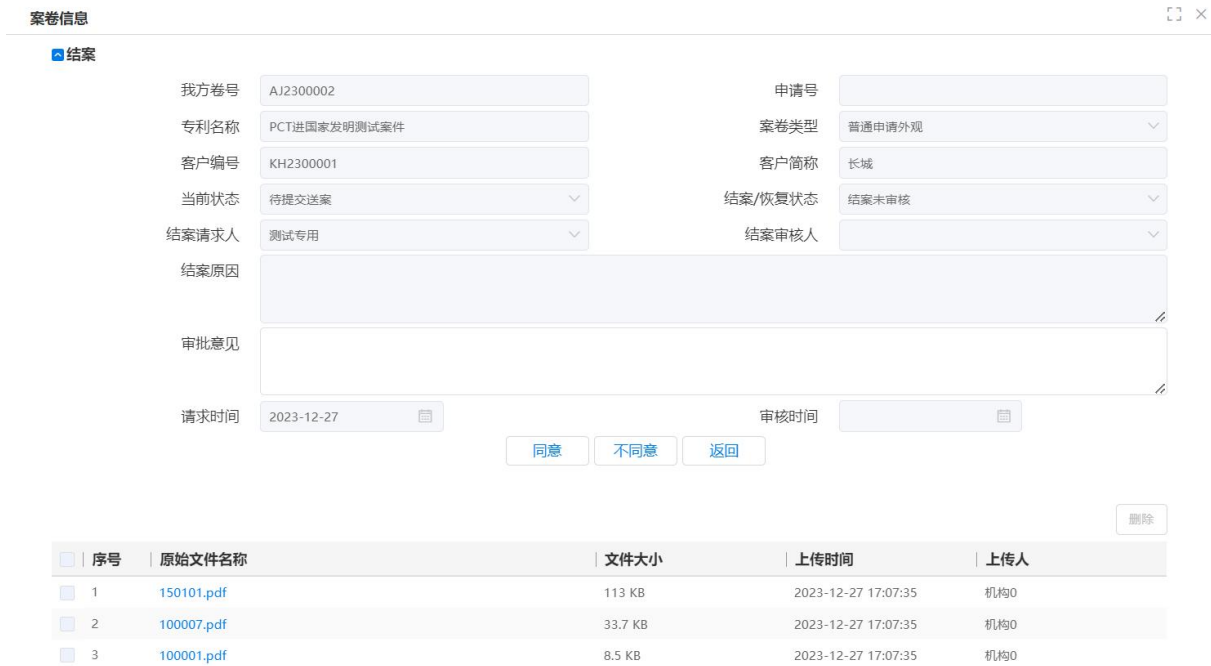 案卷信息
结案
我方卷号 AJ2300002 申请号
专利名称 PCT进国家发明测试案件 案卷类型 普通申请外观
客户编号 KH2300001 客户简称 长城
当前状态 待提交送案 结案/恢复状态 结案未审核
结案请求人 测试专用 结案审核人
结案原因
审批意见
请求时间 2023-12-27 审核时间
同意 不同意 返回
删除
序号 原始文件名称 文件大小 上传时间 上传人
1 150101.pdf 113 KB 2023-12-27 17:07:35 机构0
2 100007.pdf 33.7 KB 2023-12-27 17:07:35 机构0
3 100001.pdf 8.5 KB 2023-12-27 17:07:35 机构0